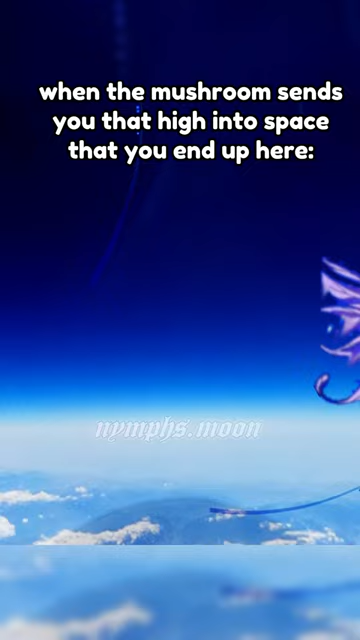 when the mushroom sends
you that high into space
that you end up here:
nymphs.moon